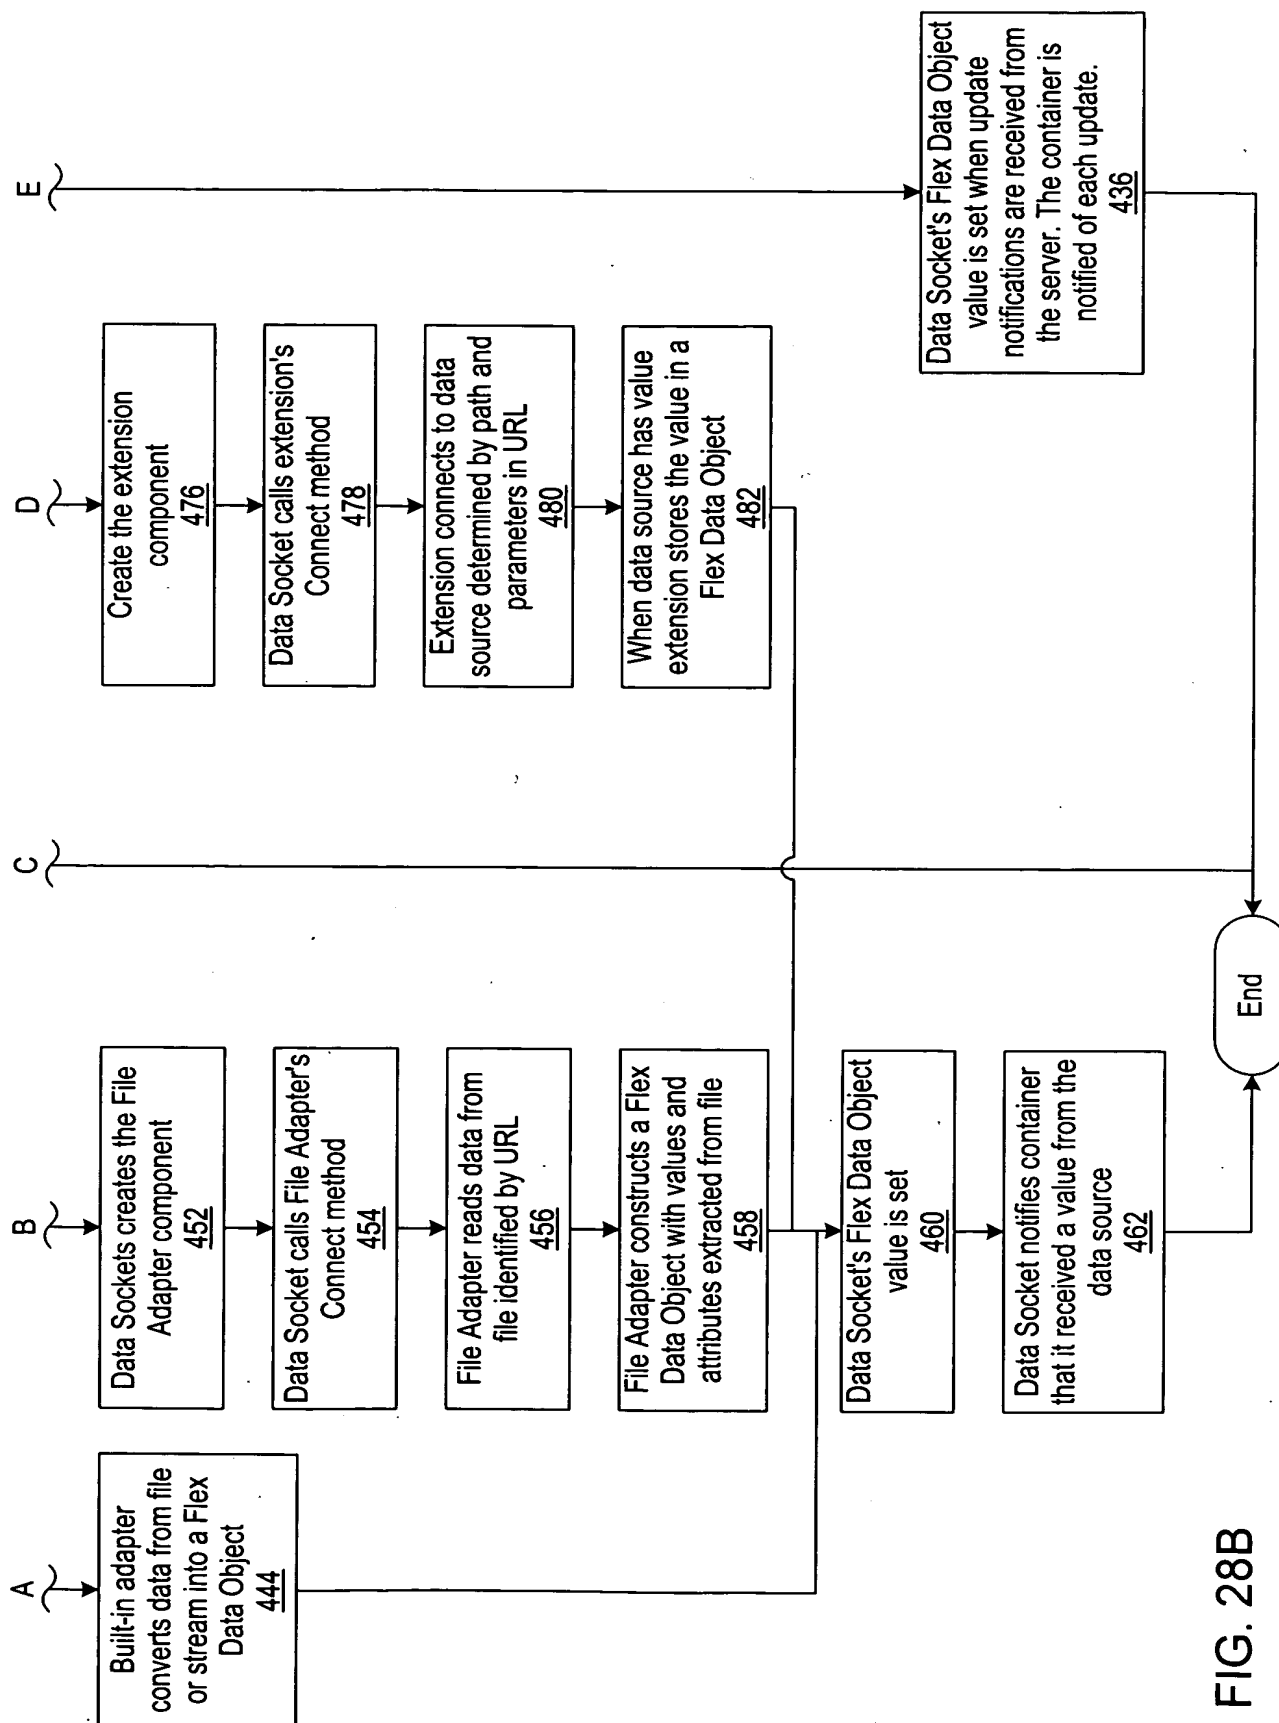 A
Built-in adapter
converts data from file
or stream into a Flex
Data Object
444
B
Data Sockets creates the File
Adapter component
452
Data Socket calls File Adapter's
Connect method
454
File Adapter reads data from
file identified by URL
456
File Adapter constructs a Flex
Data Object with values and
attributes extracted from file
458
Data Socket's Flex Data Object
value is set
460
Data Socket notifies container
that it received a value from the
data source
462
C
End
D
Create the extension
component
476
Data Socket calls extension's
Connect method
478
Extension connects to data
source determined by path and
parameters in URL
480
When data source has value
extension stores the value in a
Flex Data Object
482
E
Data Socket's Flex Data Object
value is set when update
notifications are received from
the server. The container is
notified of each update.
436
FIG. 28B